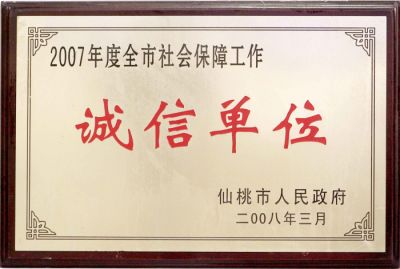 2007年度全市社会保障工作
诚信单位
仙桃市人民政府
二00八年三月